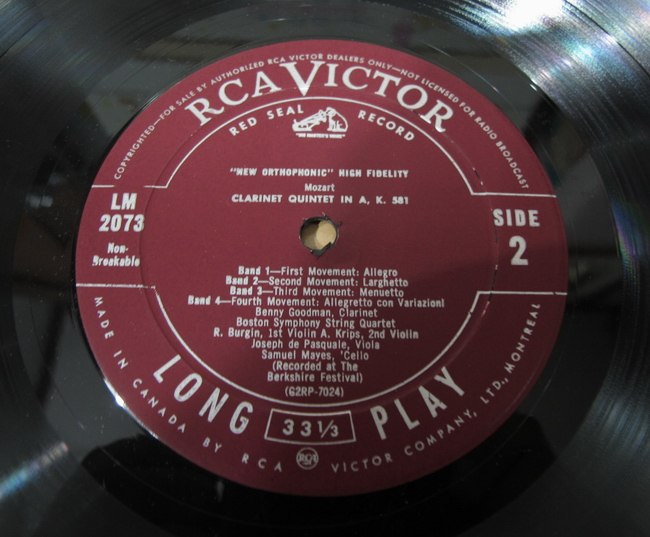 COPYRIGHTED—FOR SALE BY AUTHORIZED RCA VICTOR DEALERS ONLY—NOT LICENSED FOR RADIO BROADCAST
RCA VICTOR
RED SEAL RECORD
"HIS MASTER'S VOICE"
"NEW ORTHOPHONIC" HIGH FIDELITY
Mozart
CLARINET QUINTET IN A, K. 581
LM
2073
Non-
Breakable
SIDE
2
Band 1—First Movement: Allegro
Band 2—Second Movement: Larghetto
Band 3—Third Movement: Menuetto
Band 4—Fourth Movement: Allegretto con Variazioni
Benny Goodman, Clarinet
Boston Symphony String Quartet
R. Burgin, 1st Violin A. Krips, 2nd Violin
Joseph de Pasquale, Viola
Samuel Mayes, 'Cello
(Recorded at The
Berkshire Festival)
(G2RP-7024)
LONG PLAY
33 1/3
MADE IN CANADA BY RCA RCA VICTOR COMPANY, LTD., MONTREAL